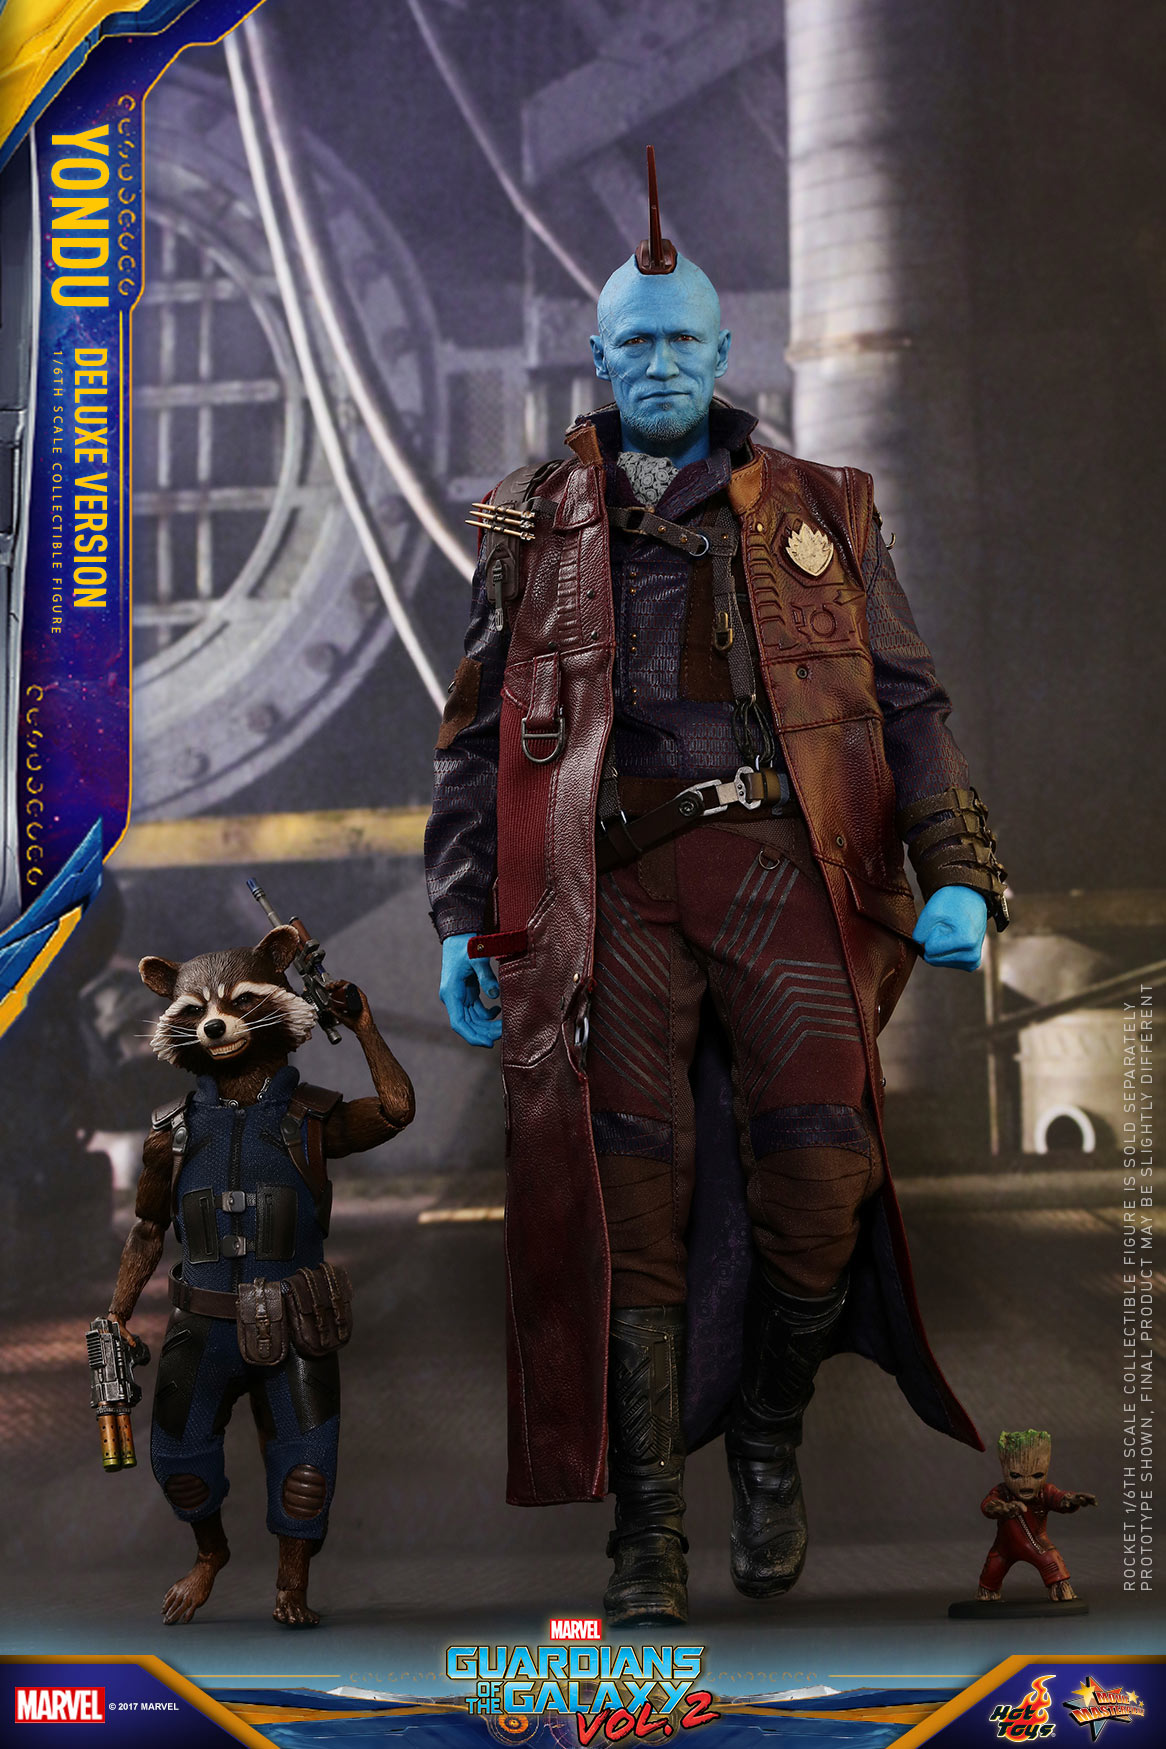 YONDU
DELUXE VERSION
1/6TH SCALE COLLECTIBLE FIGURE
ROCKET 1/6TH SCALE COLLECTIBLE FIGURE IS SOLD SEPARATELY
PROTOTYPE SHOWN, FINAL PRODUCT MAY BE SLIGHTLY DIFFERENT
MARVEL
GUARDIANS
OF THE GALAXY
VOL. 2
MARVEL © 2017 MARVEL
Hot Toys
MOVIE MASTERPIECE